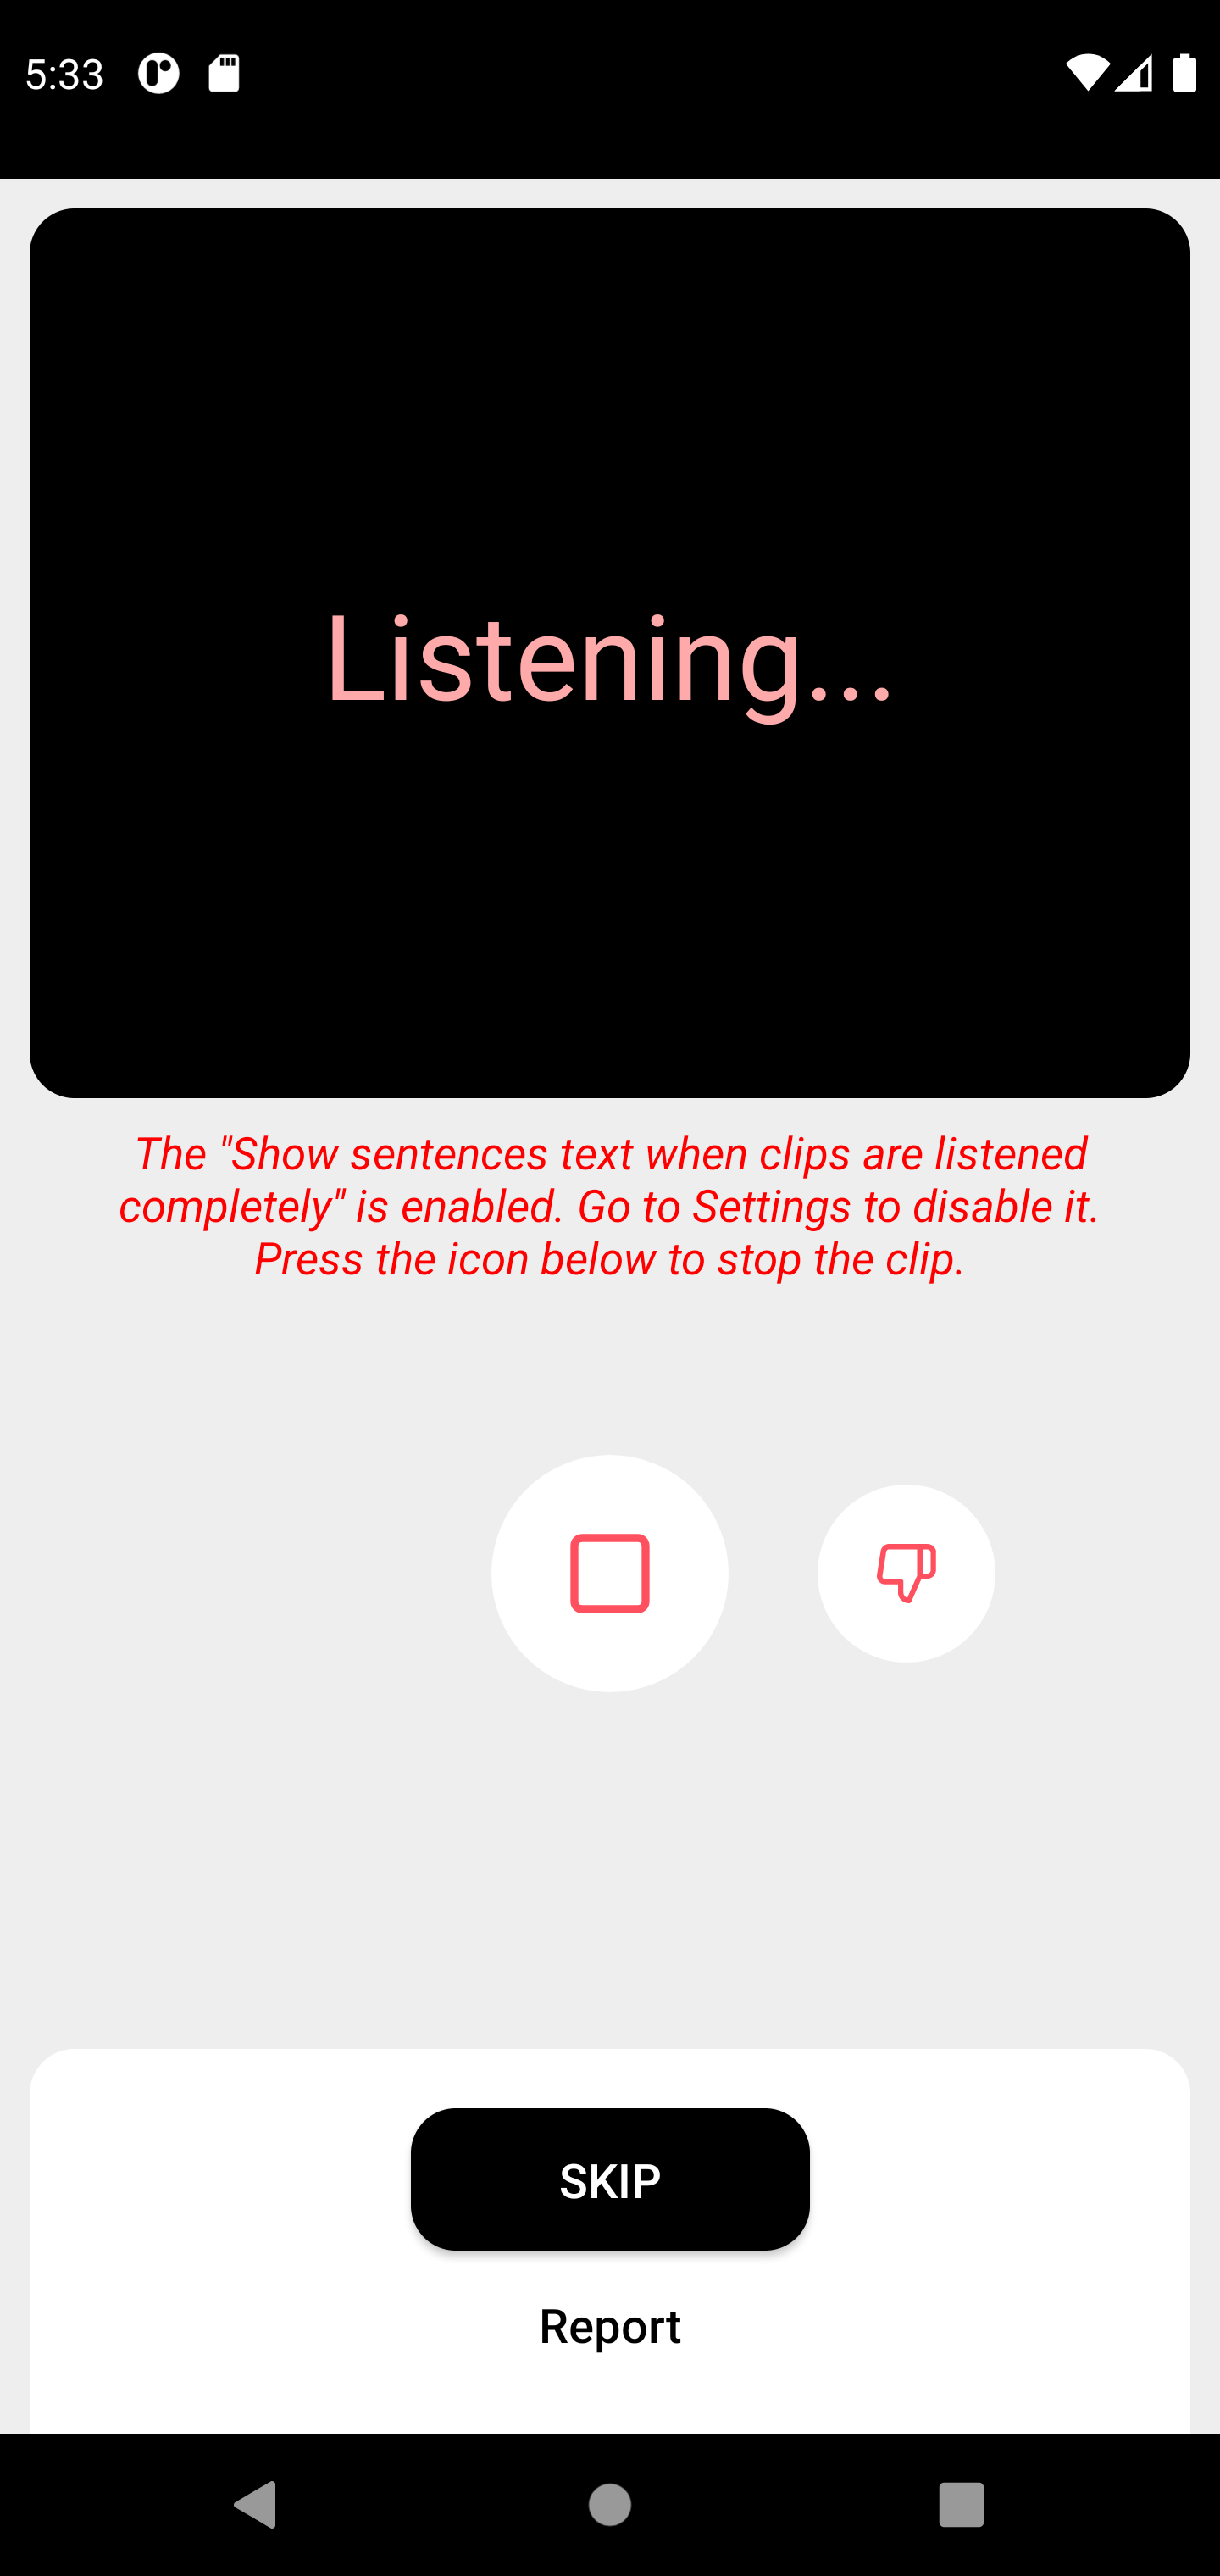 5:33
Listening...
The "Show sentences text when clips are listened
completely" is enabled. Go to Settings to disable it.
Press the icon below to stop the clip.
SKIP
Report